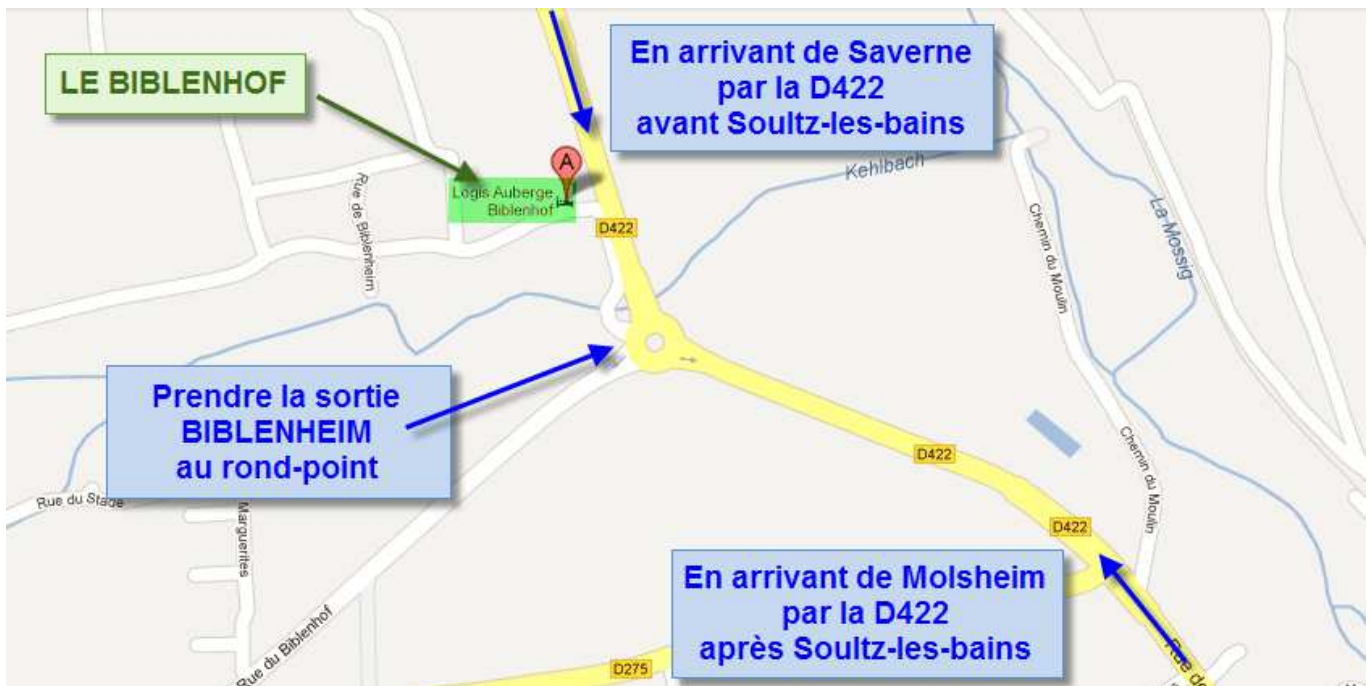 LE BIBLENHOF
En arrivant de Saverne
par la D422
avant Soultz-les-bains
A
Logis Auberge
Biblenhof
Rue de Biblenheim
D422
Kehlbach
La Mossig
Chemin du Moulin
Prendre la sortie
BIBLENHEIM
au rond-point
Rue du Stade
Marguerites
Rue du Biblenhof
D422
Chemin du Moulin
D422
En arrivant de Molsheim
par la D422
après Soultz-les-bains
D275
Rue de